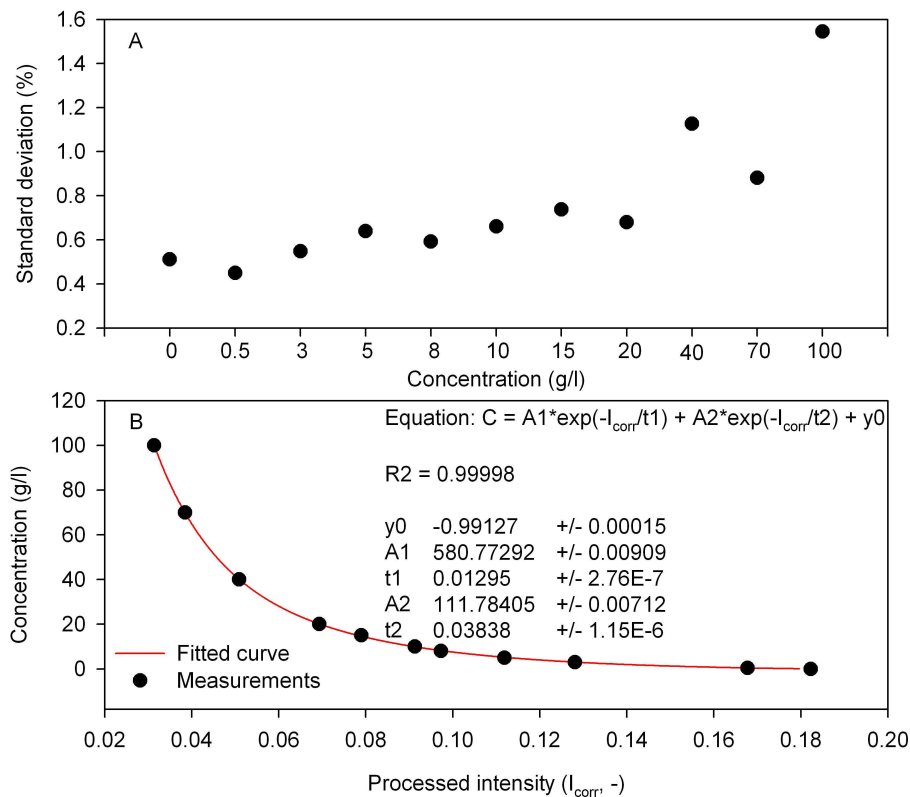 A
Standard deviation (%)
1.6
1.4
1.2
1.0
0.8
0.6
0.4
0.2
0 0.5 3 5 8 10 15 20 40 70 100
Concentration (g/l)
B
Concentration (g/l)
120
100
80
60
40
20
0
Equation: C = A1*exp(-Icorr/t1) + A2*exp(-Icorr/t2) + y0
R2 = 0.99998
y0 -0.99127 +/- 0.00015
A1 580.77292 +/- 0.00909
t1 0.01295 +/- 2.76E-7
A2 111.78405 +/- 0.00712
t2 0.03838 +/- 1.15E-6
Fitted curve
Measurements
0.02 0.04 0.06 0.08 0.10 0.12 0.14 0.16 0.18 0.20
Processed intensity (Icorr, -)